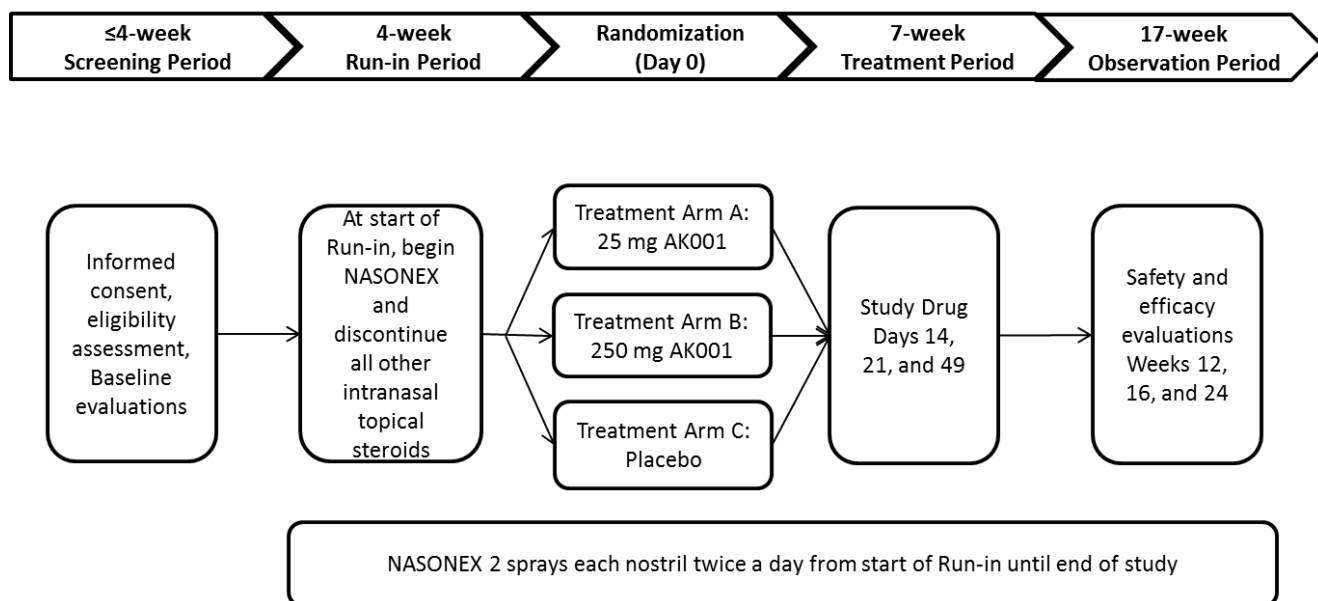 ≤4-week
Screening Period
4-week
Run-in Period
Randomization
(Day 0)
7-week
Treatment Period
17-week
Observation Period
Informed
consent,
eligibility
assessment,
Baseline
evaluations
At start of
Run-in, begin
NASONEX
and
discontinue
all other
intranasal
topical
steroids
Treatment Arm A:
25 mg AK001
Treatment Arm B:
250 mg AK001
Treatment Arm C:
Placebo
Study Drug
Days 14,
21, and 49
Safety and
efficacy
evaluations
Weeks 12,
16, and 24
NASONEX 2 sprays each nostril twice a day from start of Run-in until end of study